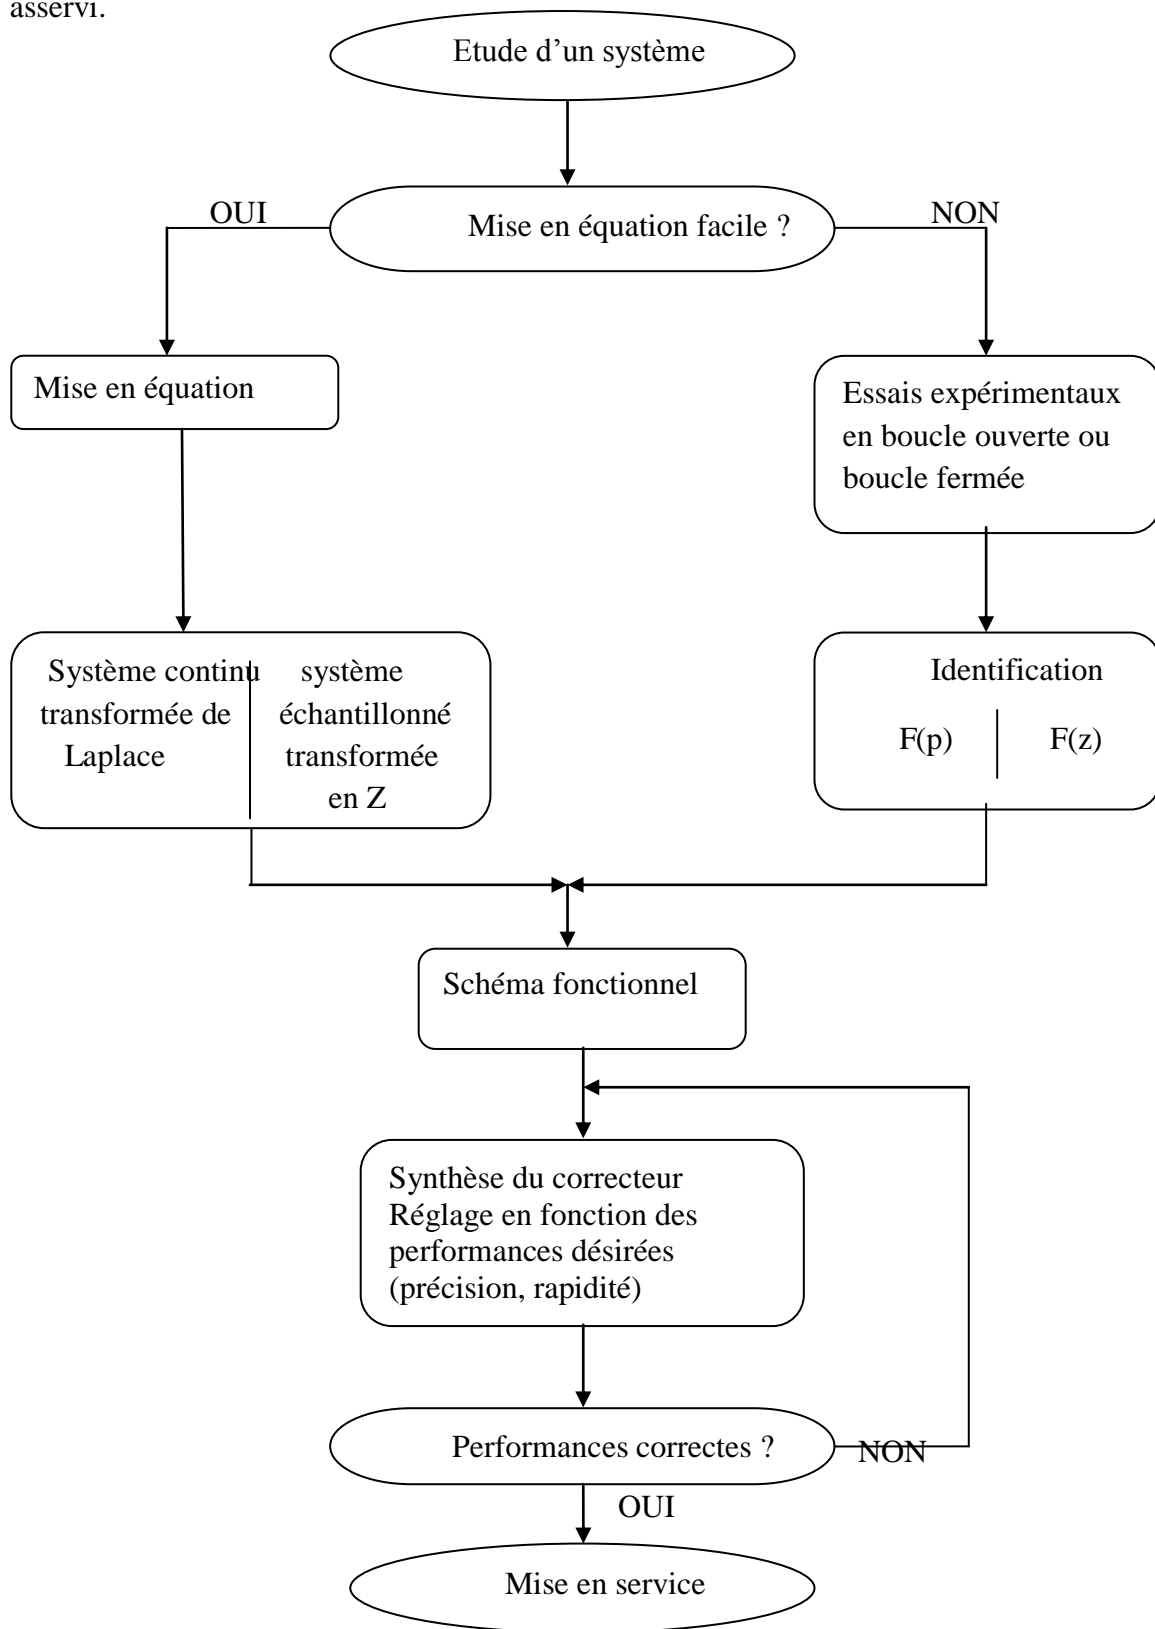 asservi.
Etude d'un système
OUI
Mise en équation facile ?
NON
Mise en équation
Essais expérimentaux
en boucle ouverte ou
boucle fermée
Système continu
transformée de
Laplace
système
échantillonné
transformée
en Z
Identification
F(p)
F(z)
Schéma fonctionnel
Synthèse du correcteur
Réglage en fonction des
performances désirées
(précision, rapidité)
Performances correctes ?
NON
OUI
Mise en service